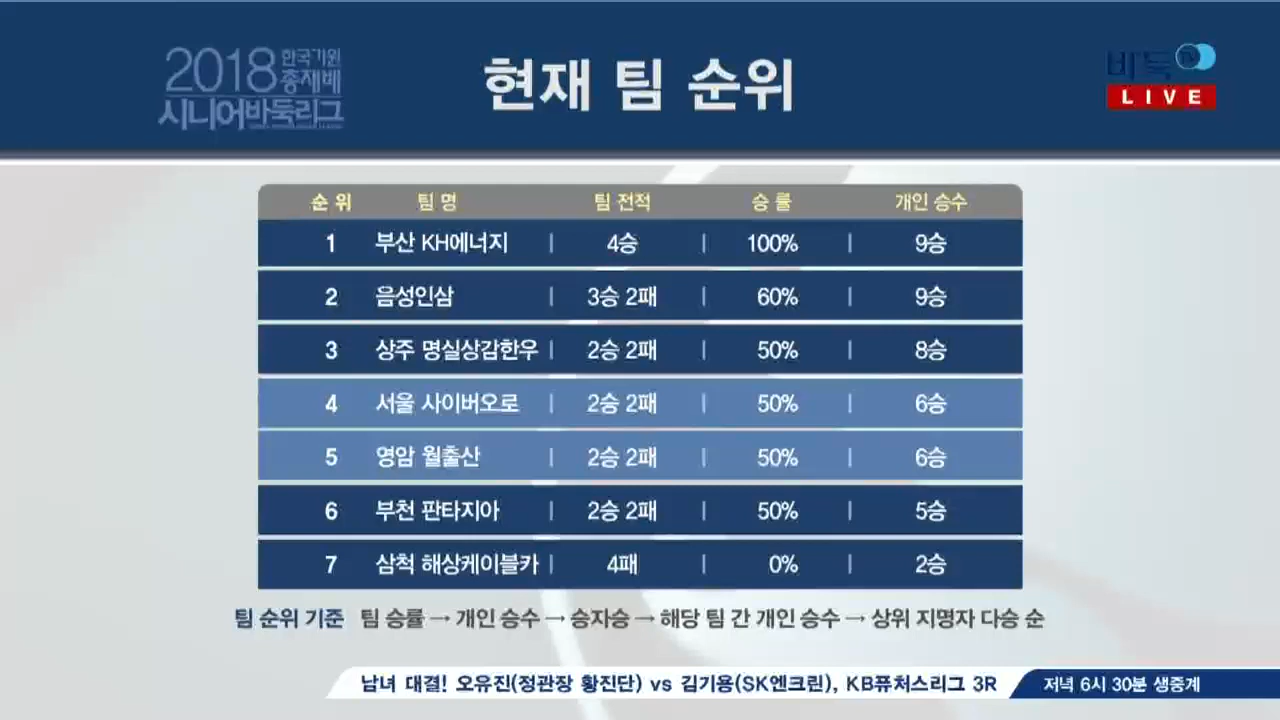 2018 한국기원
총재배
시니어바둑리그
현재 팀 순위
바둑TV
LIVE
순 위 팀 명 팀 전적 승 률 개인 승수
1 부산 KH에너지 4승 100% 9승
2 음성인삼 3승 2패 60% 9승
3 상주 명실상감한우 2승 2패 50% 8승
4 서울 사이버오로 2승 2패 50% 6승
5 영암 월출산 2승 2패 50% 6승
6 부천 판타지아 2승 2패 50% 5승
7 삼척 해상케이블카 4패 0% 2승
팀 순위 기준 팀 승률 → 개인 승수 → 승자승 → 해당 팀 간 개인 승수 → 상위 지명자 다승 순
남녀 대결! 오유진(정관장 황진단) vs 김기용(SK엔크린), KB퓨처스리그 3R 저녁 6시 30분 생중계